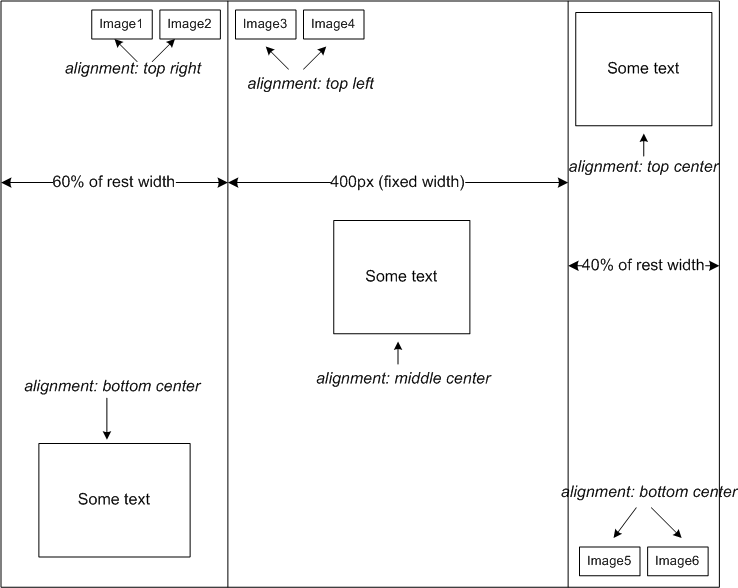 Image1
Image2
Image3
Image4
alignment: top right
alignment: top left
Some text
alignment: top center
60% of rest width
400px (fixed width)
Some text
40% of rest width
alignment: middle center
alignment: bottom center
Some text
alignment: bottom center
Image5
Image6